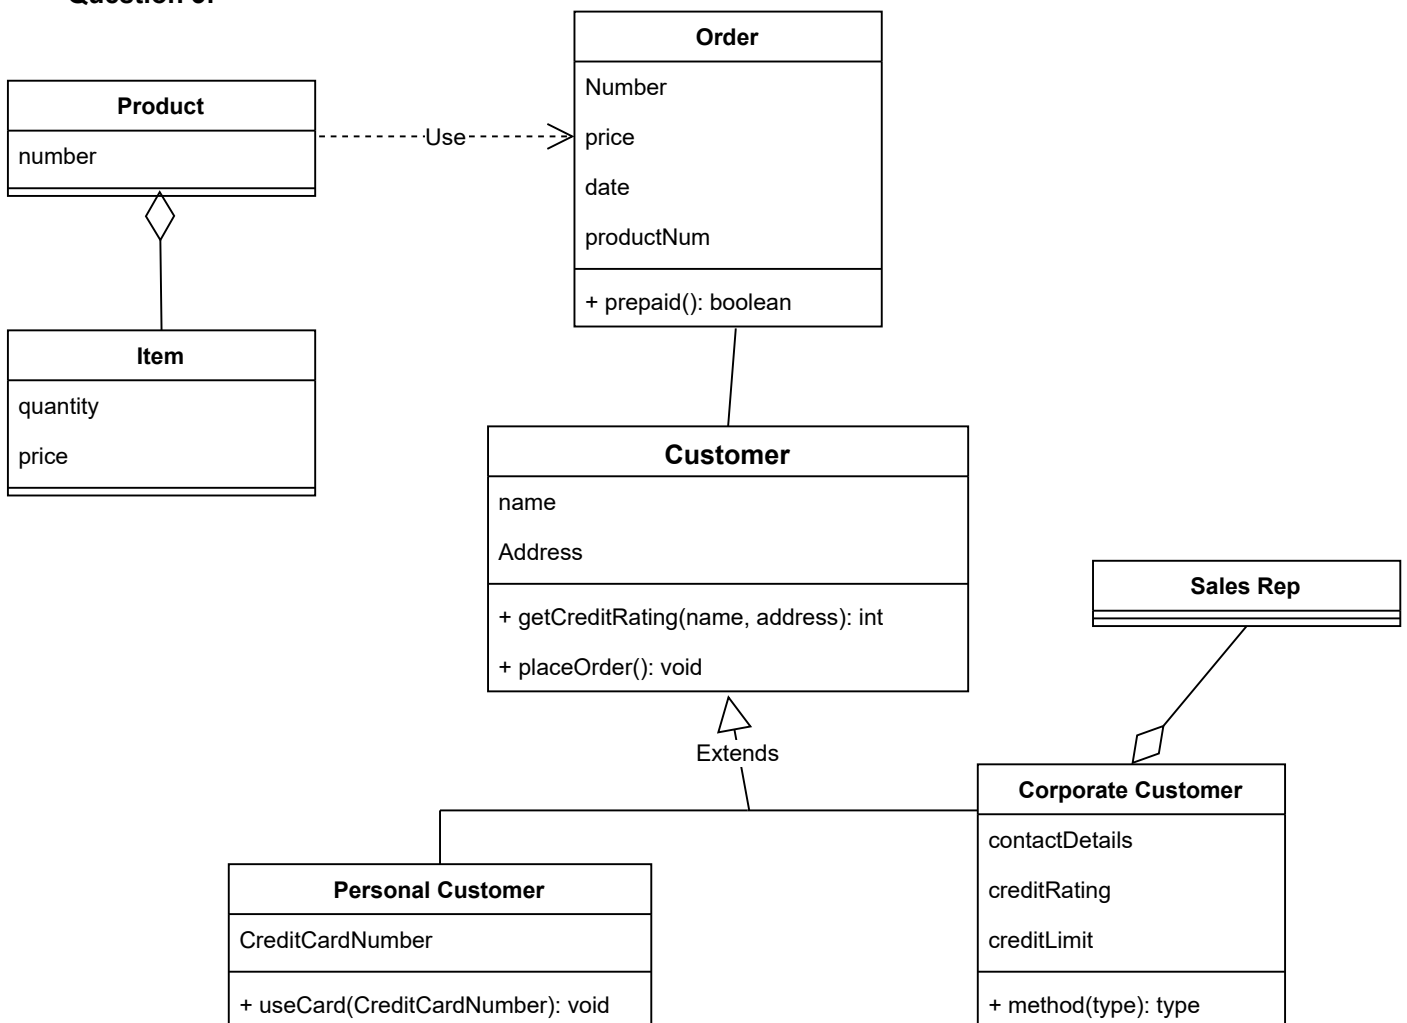 Order
Number
price
date
productNum
+ prepaid(): boolean
Product
number
Use
Item
quantity
price
Customer
name
Address
+ getCreditRating(name, address): int
+ placeOrder(): void
Sales Rep
Extends
Corporate Customer
contactDetails
creditRating
creditLimit
+ method(type): type
Personal Customer
CreditCardNumber
+ useCard(CreditCardNumber): void